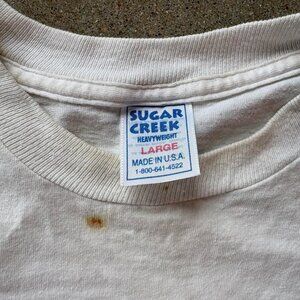 SUGAR
CREEK
HEAVYWEIGHT
LARGE
MADE IN U.S.A.
1-800-641-4522